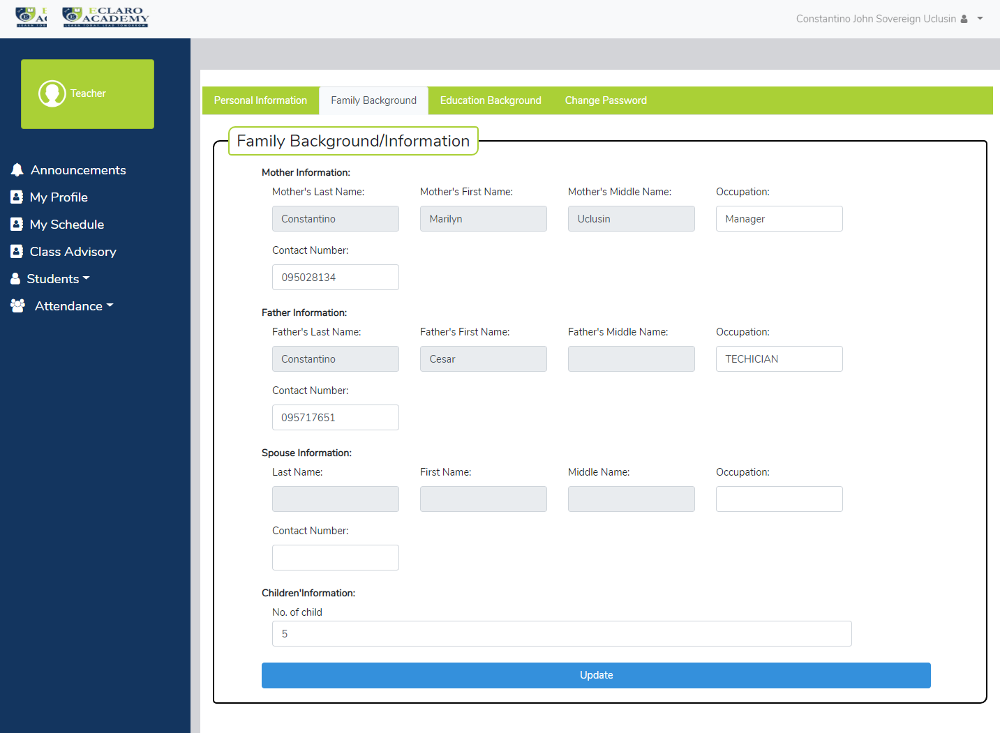 ECLARO
ACADEMY
LEARN TODAY. LEAD TOMORROW.
Constantino John Sovereign Uclusin
Teacher
Announcements
My Profile
My Schedule
Class Advisory
Students
Attendance
Personal Information Family Background Education Background Change Password
Family Background/Information
Mother Information:
Mother's Last Name: Mother's First Name: Mother's Middle Name: Occupation:
Constantino Marilyn Uclusin Manager
Contact Number:
095028134
Father Information:
Father's Last Name: Father's First Name: Father's Middle Name: Occupation:
Constantino Cesar TECHICIAN
Contact Number:
095717651
Spouse Information:
Last Name: First Name: Middle Name: Occupation:
Contact Number:
Children'Information:
No. of child
5
Update